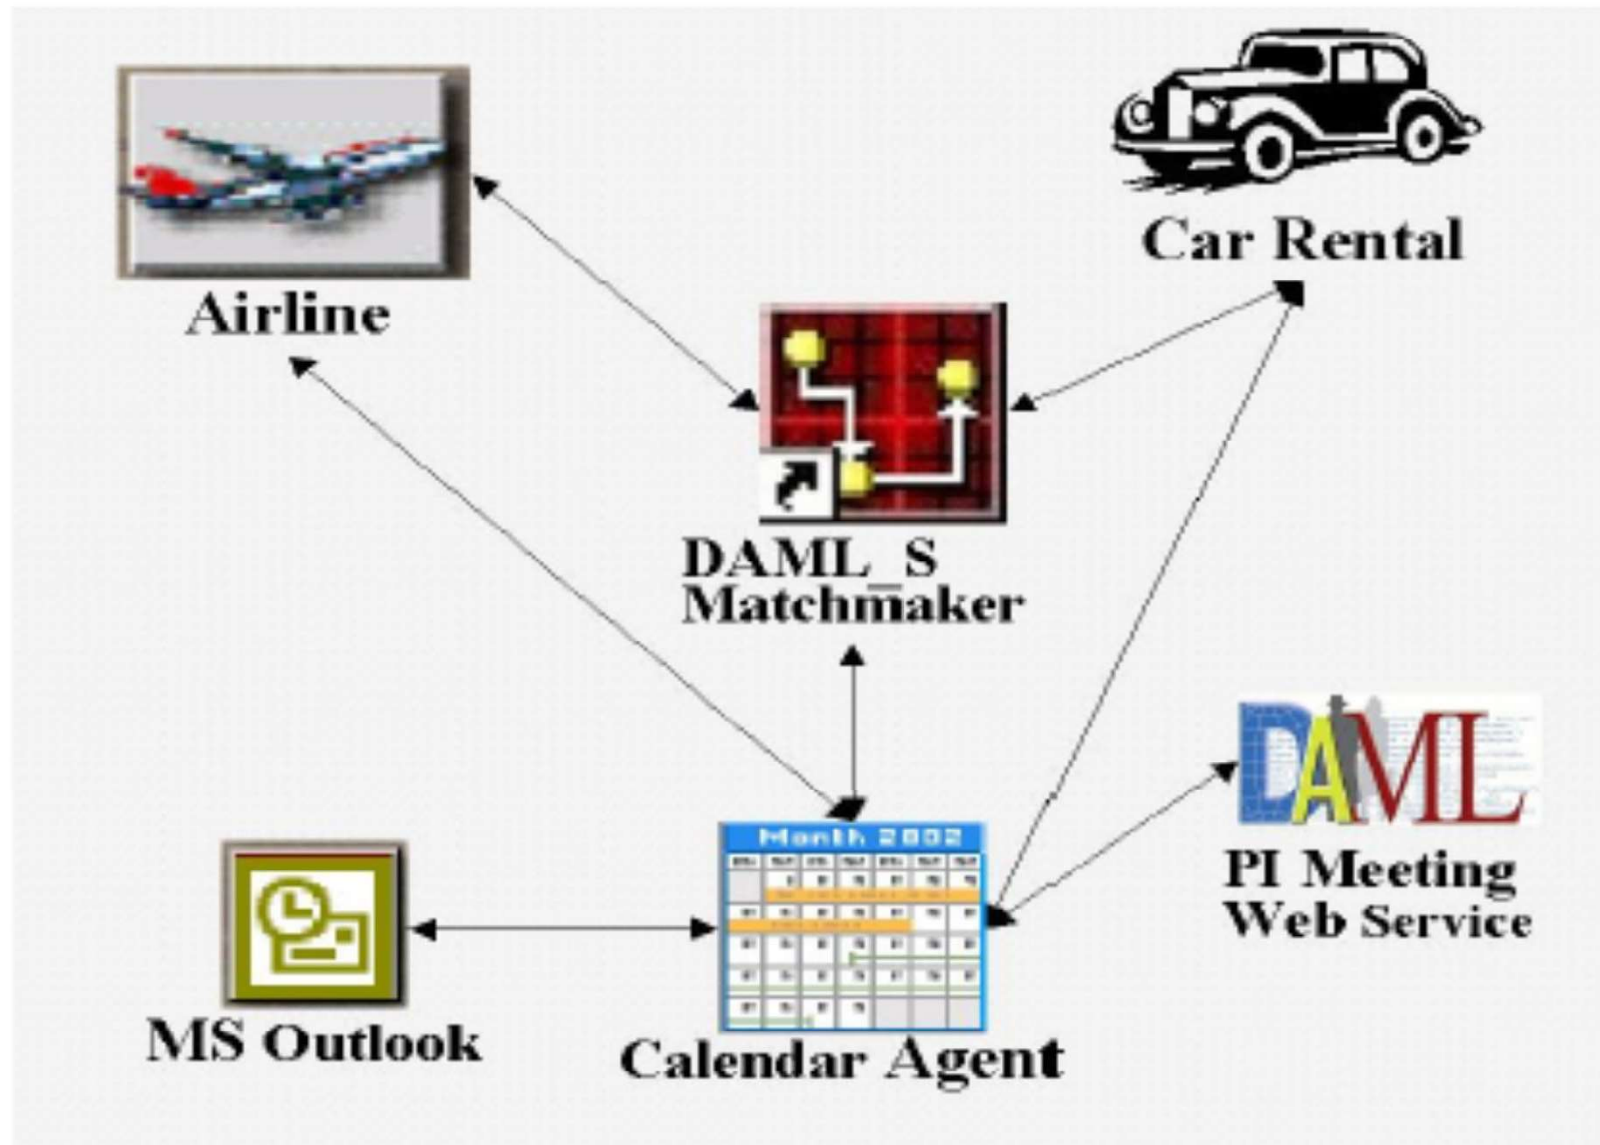 Car Rental
Airline
DAML_S
Matchmaker
DAML
PI Meeting
Web Service
Month 2002
MS Outlook
Calendar Agent